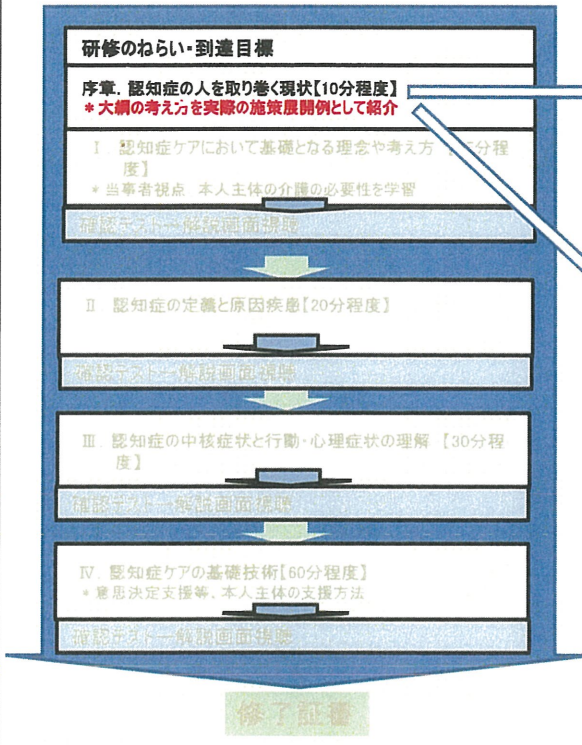 研修のねらい・到達目標
序章. 認知症の人を取り巻く現状【10分程度】
＊大綱の考え方を実際の施策展開例として紹介
Ⅰ. 認知症ケアにおいて基礎となる理念や考え方 分程
度】
＊当事者視点 本人主体の介護の必要性を学習
確認テスト→解説画面視聴
Ⅱ. 認知症の定義と原因疾患【20分程度】
確認テスト→解説画面視聴
Ⅲ. 認知症の中核症状と行動・心理症状の理解 【30分程
度】
確認テスト→解説画面視聴
Ⅳ. 認知症ケアの基礎技術【60分程度】
＊意思決定支援等、本人主体の支援方法
確認テスト→解説画面視聴
修了証書